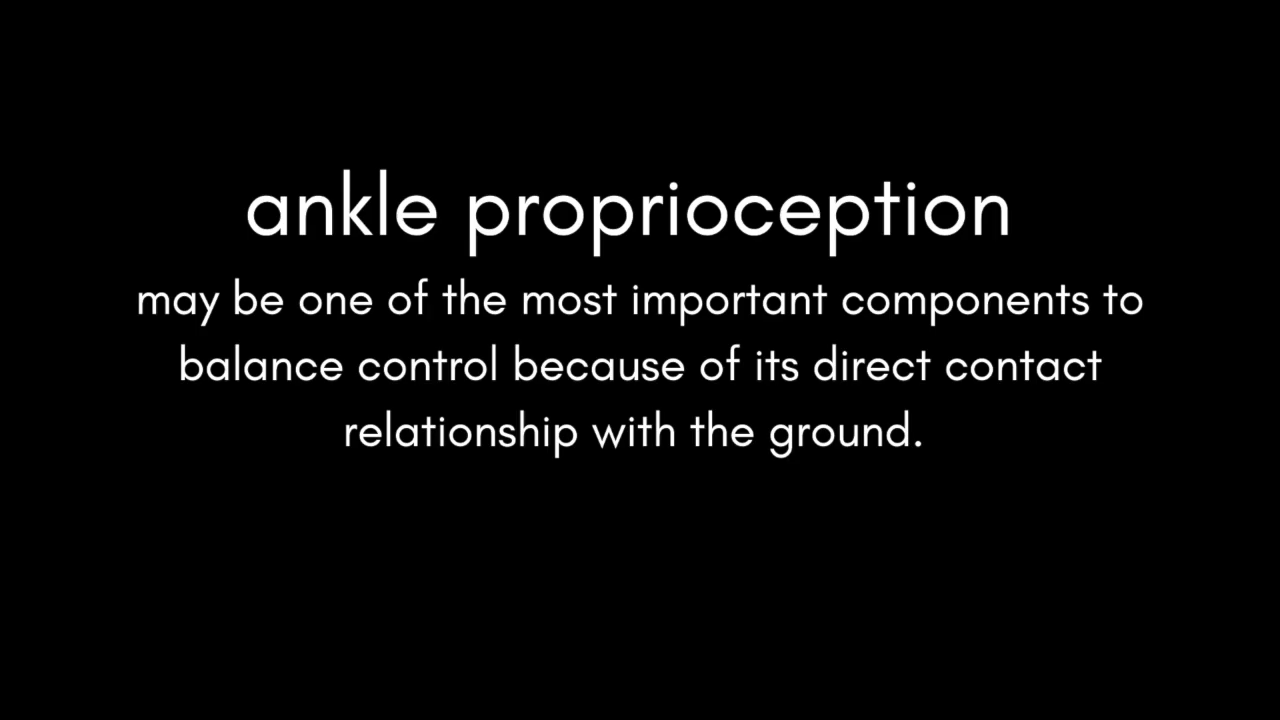 ankle proprioception
may be one of the most important components to
balance control because of its direct contact
relationship with the ground.